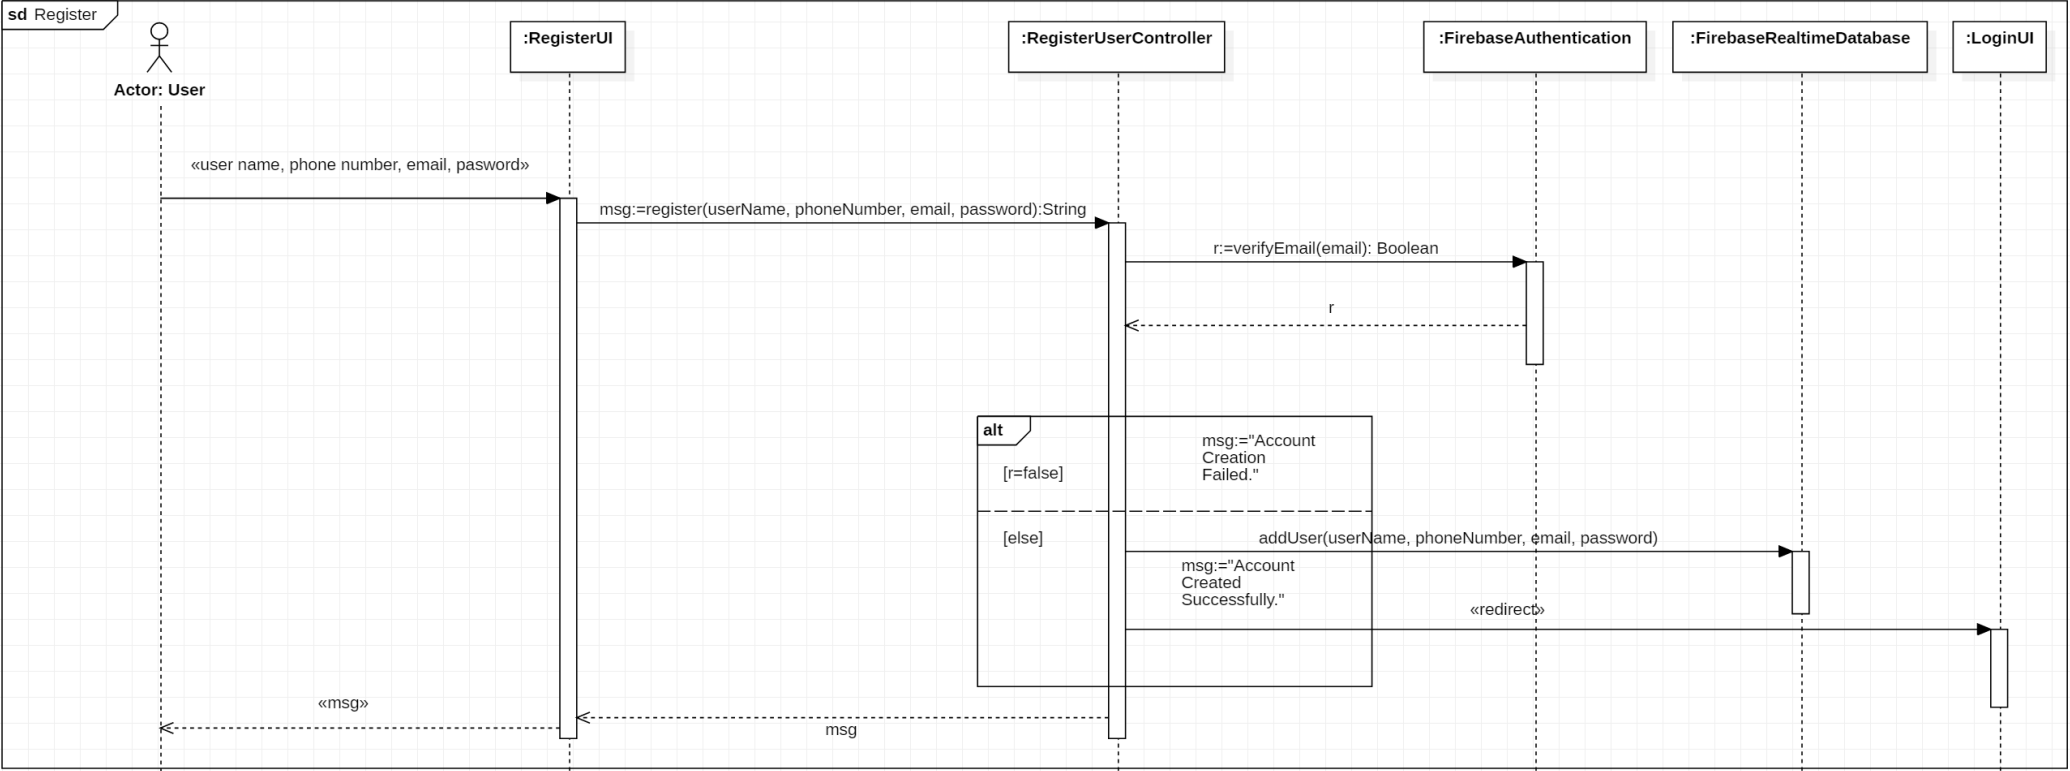 sd Register
Actor: User
:RegisterUI
:RegisterUserController
:FirebaseAuthentication
:FirebaseRealtimeDatabase
:LoginUI
«user name, phone number, email, pasword»
msg:=register(userName, phoneNumber, email, password):String
r:=verifyEmail(email): Boolean
r
alt
[r=false]
msg:="Account
Creation
Failed."
[else]
addUser(userName, phoneNumber, email, password)
msg:="Account
Created
Successfully."
«redirect»
«msg»
msg